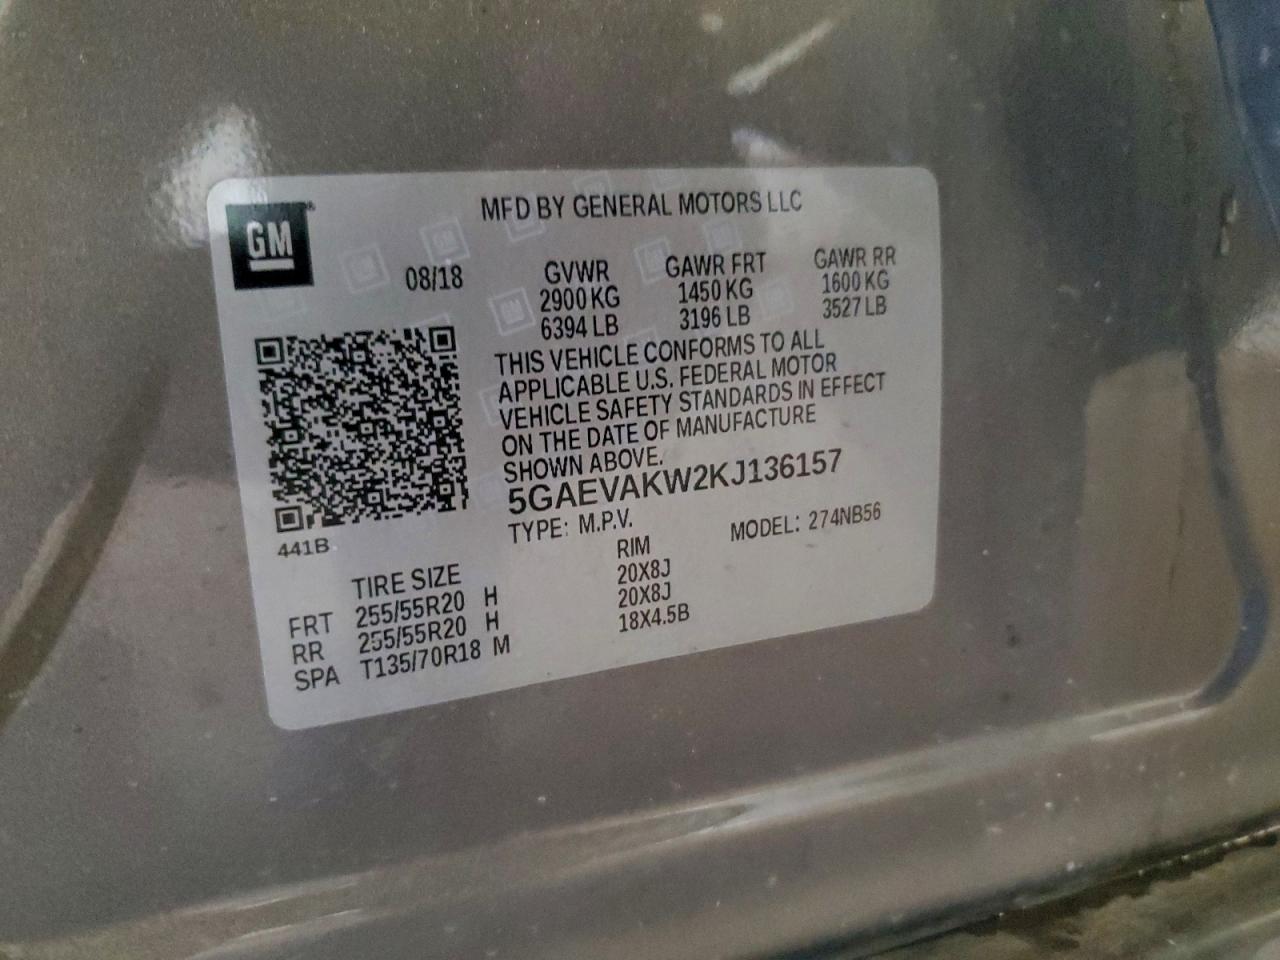 MFD BY GENERAL MOTORS LLC
GM
08/18
GVWR GAWR FRT GAWR RR
2900 KG 1450 KG 1600 KG
6394 LB 3196 LB 3527 LB
THIS VEHICLE CONFORMS TO ALL
APPLICABLE U.S. FEDERAL MOTOR
VEHICLE SAFETY STANDARDS IN EFFECT
ON THE DATE OF MANUFACTURE
SHOWN ABOVE.
5GAEVAKW2KJ136157
TYPE: M.P.V. MODEL: 274NB56
441B
TIRE SIZE RIM
FRT 255/55R20 H 20X8J
RR 255/55R20 H 20X8J
SPA T135/70R18 M 18X4.5B